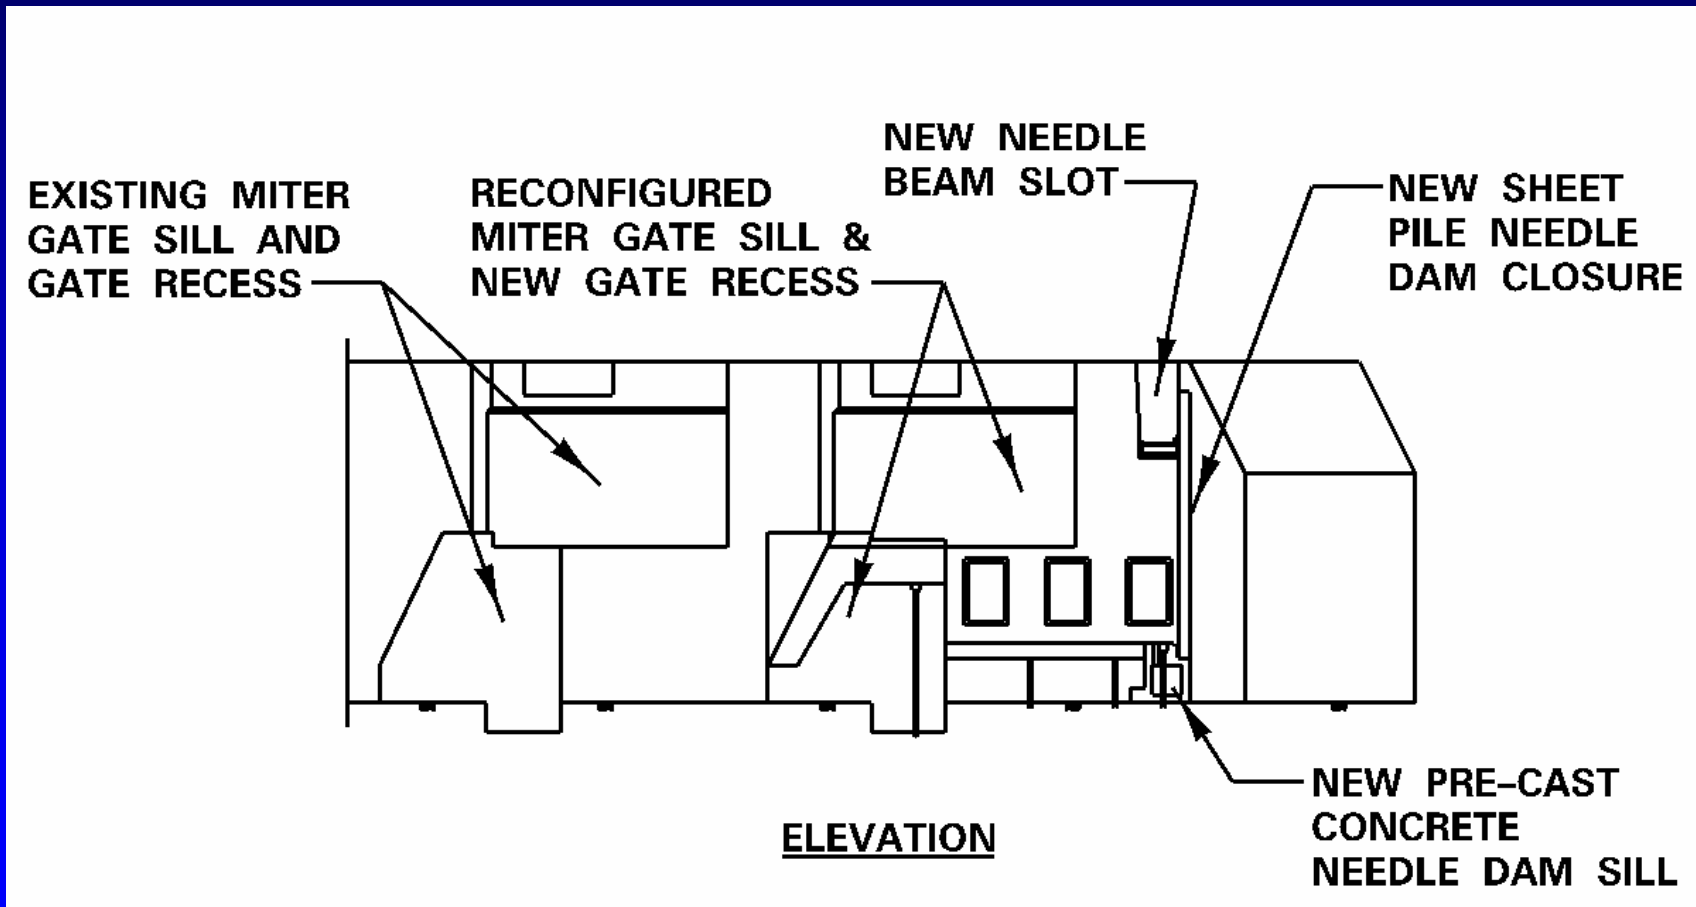 NEW NEEDLE
BEAM SLOT
EXISTING MITER
GATE SILL AND
GATE RECESS
RECONFIGURED
MITER GATE SILL &
NEW GATE RECESS
NEW SHEET
PILE NEEDLE
DAM CLOSURE
NEW PRE-CAST
CONCRETE
NEEDLE DAM SILL
ELEVATION